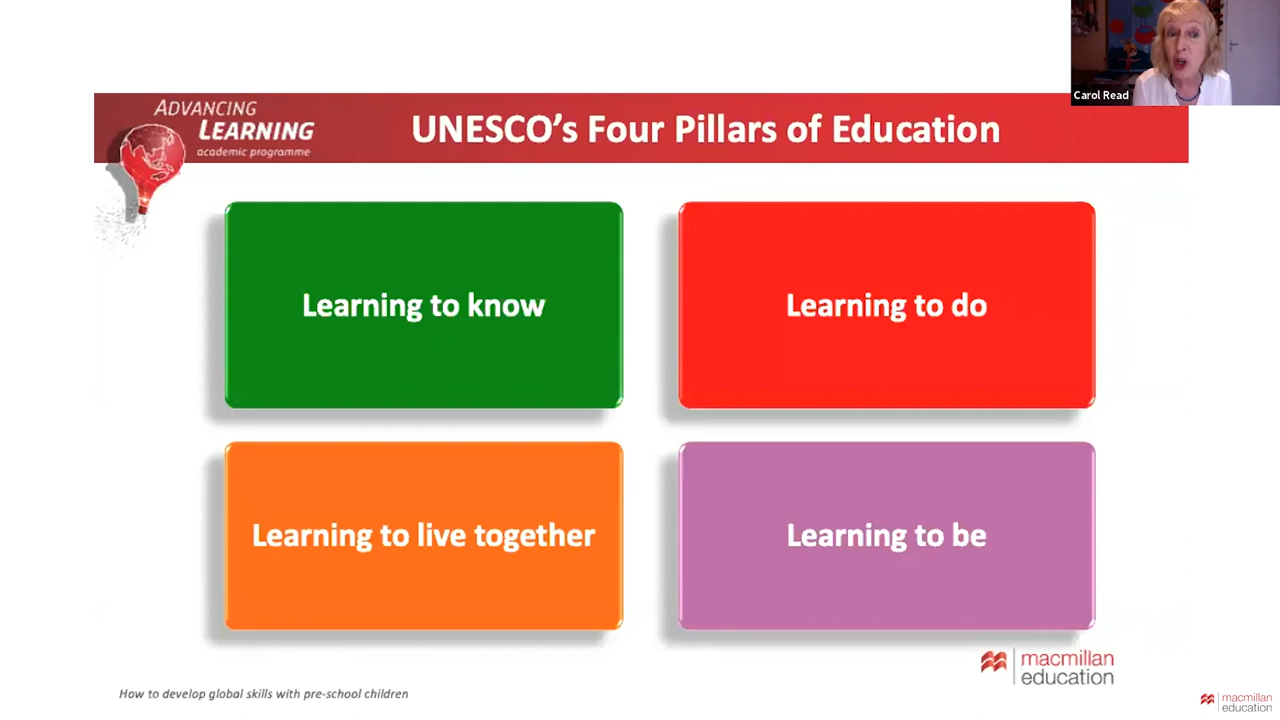 Carol Read
ADVANCING
LEARNING
academic programme
UNESCO's Four Pillars of Education
Learning to know
Learning to do
Learning to live together
Learning to be
macmillan
education
How to develop global skills with pre-school children
macmillan
education